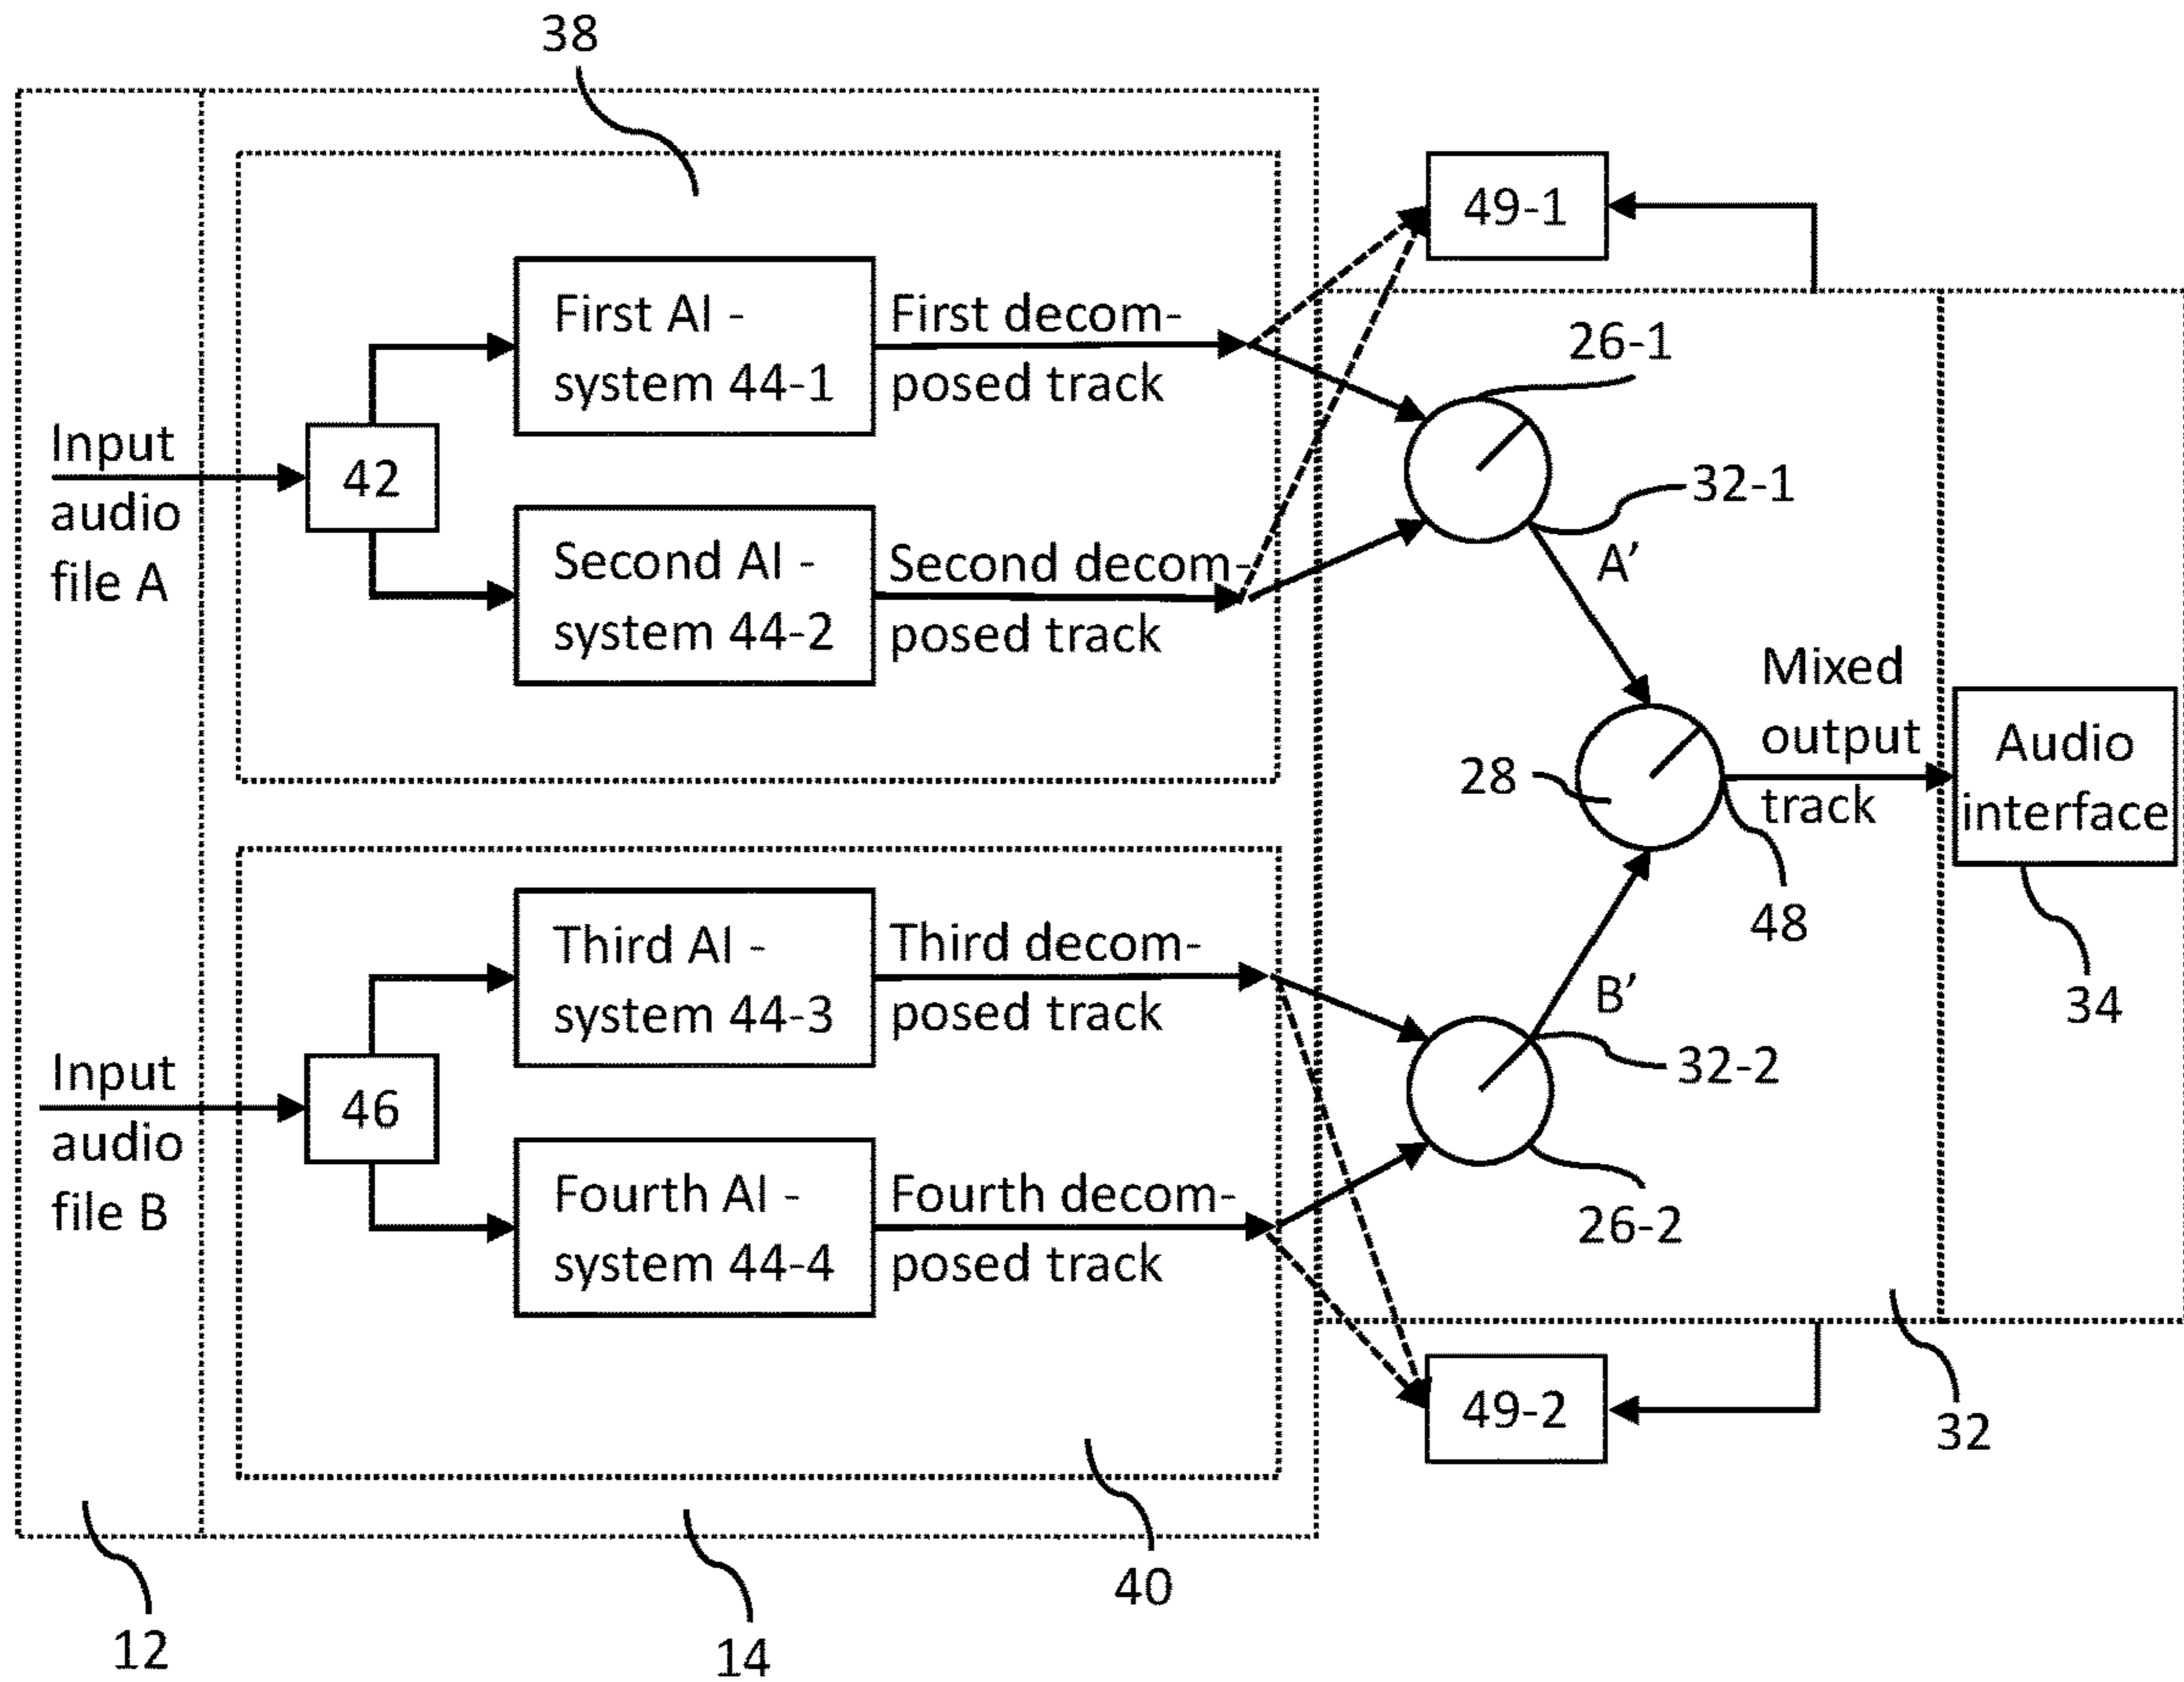 38
49-1
First AI -
system 44-1
First decom-
posed track
26-1
Input
audio
file A
42
32-1
Second AI -
system 44-2
Second decom-
posed track
A’
Mixed
output
track
28
Audio
interface
48
34
Third AI -
system 44-3
Third decom-
posed track
B’
32-2
Input
audio
file B
46
Fourth AI -
system 44-4
Fourth decom-
posed track
26-2
49-2
32
40
12
14